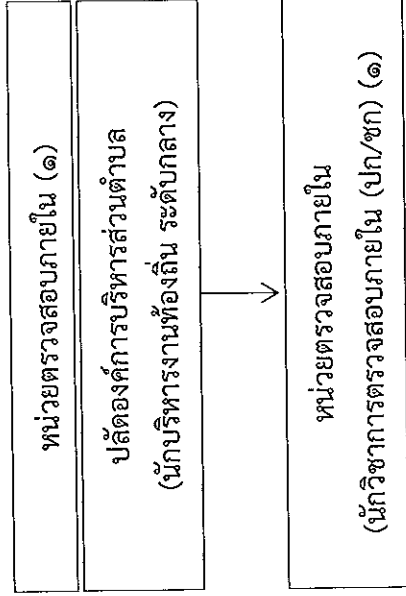 หน่วยตรวจสอบภายใน (๑)
ปลัดองค์การบริหารส่วนตำบล
(นักบริหารงานท้องถิ่น ระดับกลาง)
หน่วยตรวจสอบภายใน
(นักวิชาการตรวจสอบภายใน (ปก/ชก) (๑)